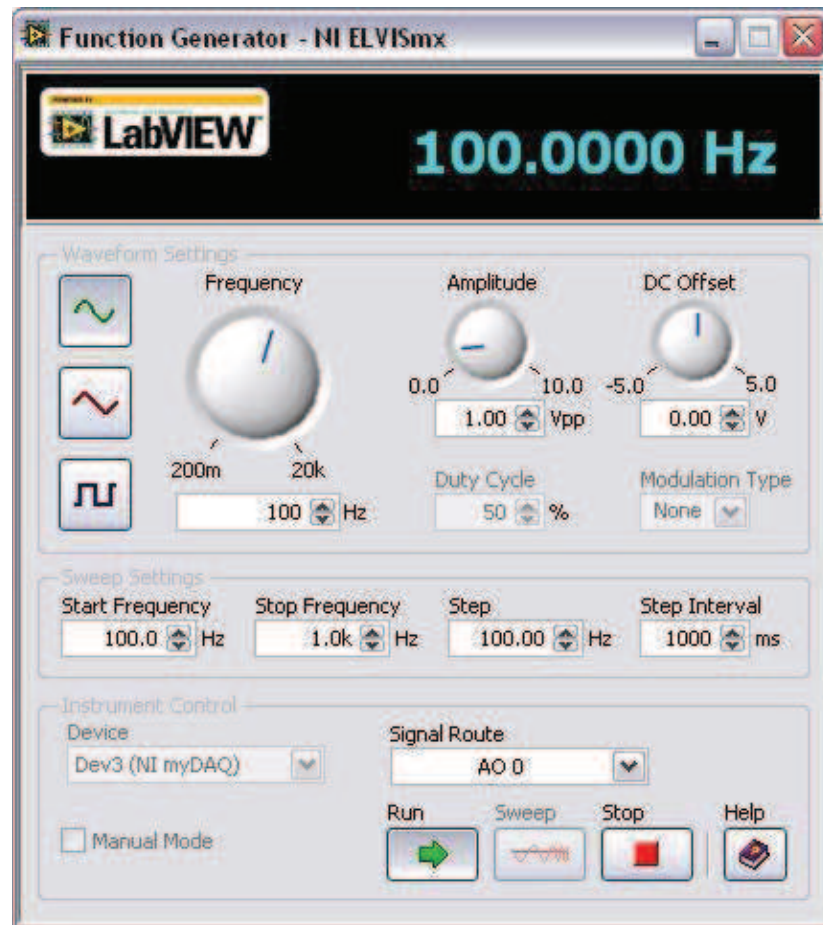 Function Generator - NI ELVISmx
LabVIEW
100.0000 Hz
Waveform Settings
Frequency
Amplitude
DC Offset
0.0
10.0
-5.0
5.0
1.00 Vpp
0.00 V
200m
20k
Duty Cycle
Modulation Type
100 Hz
50 %
None
Sweep Settings
Start Frequency
Stop Frequency
Step
Step Interval
100.0 Hz
1.0k Hz
100.00 Hz
1000 ms
Instrument Control
Device
Signal Route
Dev3 (NI myDAQ)
AO 0
Run
Sweep
Stop
Help
Manual Mode